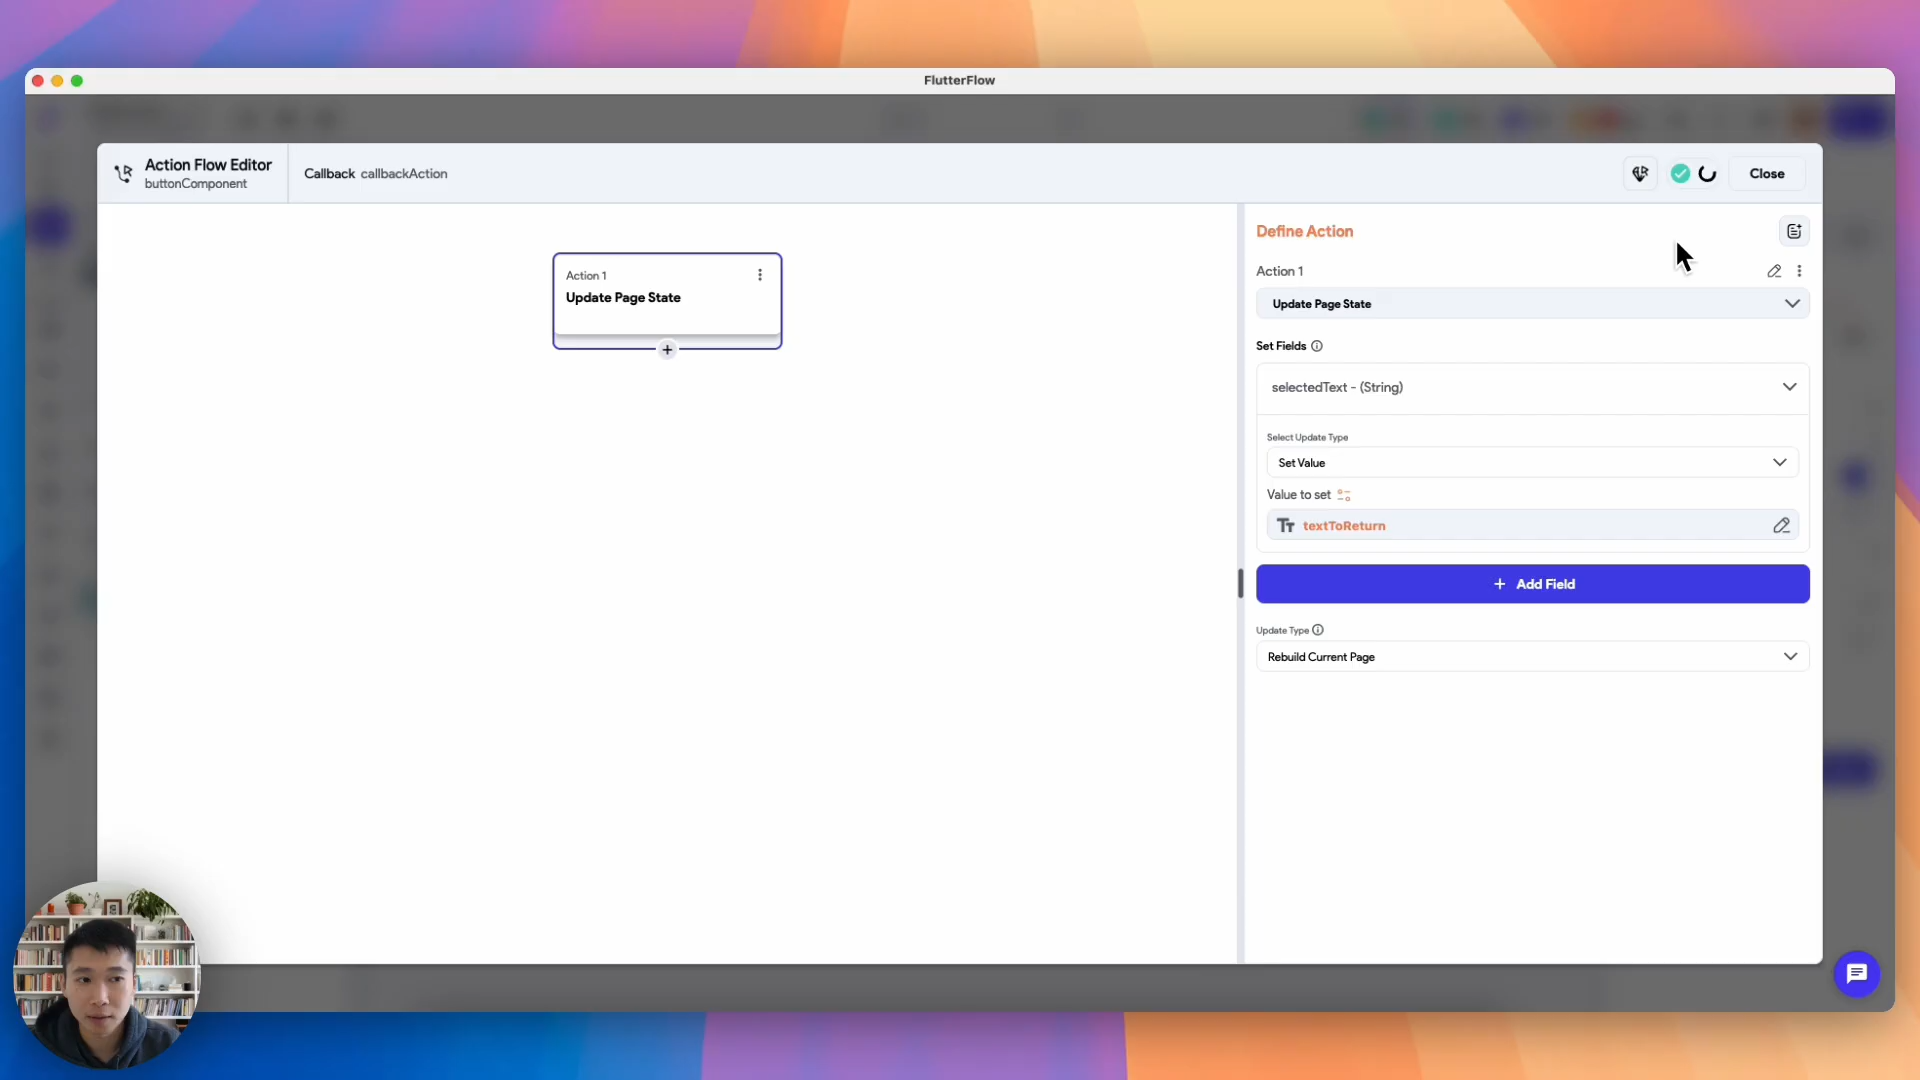 FlutterFlow
Action Flow Editor
buttonComponent
Callback callbackAction
Close
Action 1
Update Page State
Define Action
Action 1
Update Page State
Set Fields
selectedText - (String)
Select Update Type
Set Value
Value to set
Tт textToReturn
+ Add Field
Update Type
Rebuild Current Page